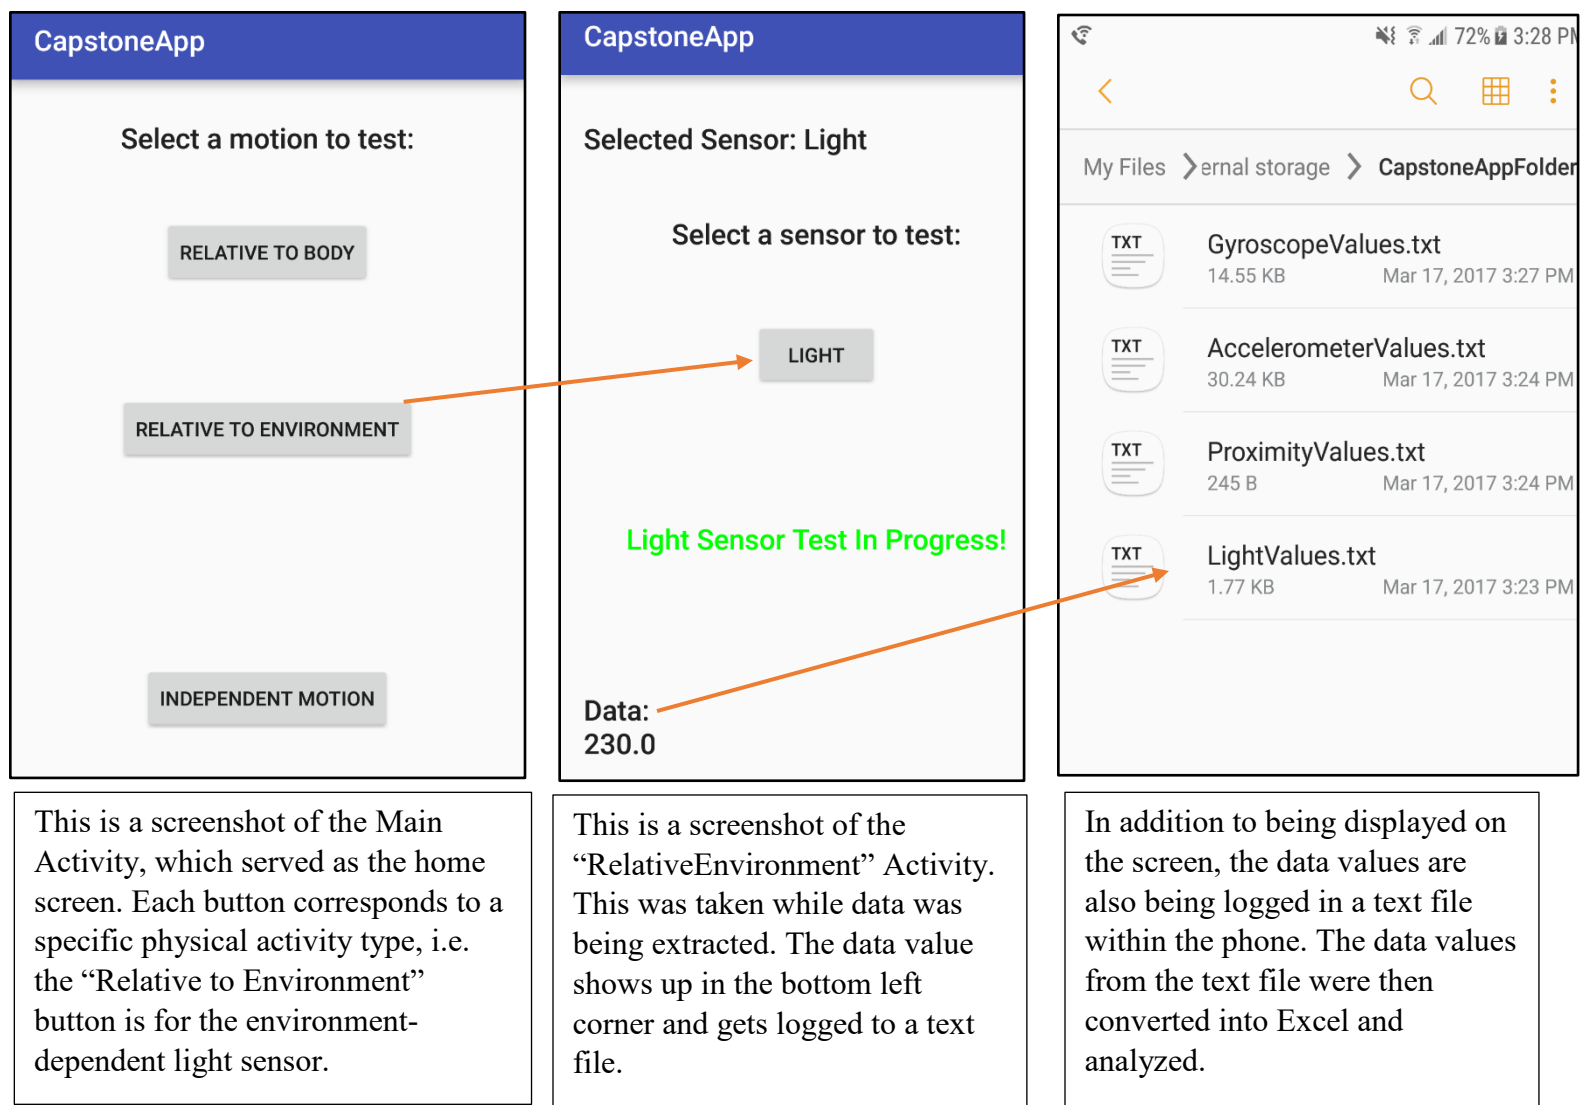 CapstoneApp
Select a motion to test:
RELATIVE TO BODY
RELATIVE TO ENVIRONMENT
INDEPENDENT MOTION
CapstoneApp
Selected Sensor: Light
Select a sensor to test:
LIGHT
Light Sensor Test In Progress!
Data:
230.0
72% 3:28 PM
My Files ernal storage CapstoneAppFolder
TXT
GyroscopeValues.txt
14.55 KB Mar 17, 2017 3:27 PM
TXT
AccelerometerValues.txt
30.24 KB Mar 17, 2017 3:24 PM
TXT
ProximityValues.txt
245 B Mar 17, 2017 3:24 PM
TXT
LightValues.txt
1.77 KB Mar 17, 2017 3:23 PM
This is a screenshot of the Main
Activity, which served as the home
screen. Each button corresponds to a
specific physical activity type, i.e.
the “Relative to Environment”
button is for the environment-
dependent light sensor.
This is a screenshot of the
“RelativeEnvironment” Activity.
This was taken while data was
being extracted. The data value
shows up in the bottom left
corner and gets logged to a text
file.
In addition to being displayed on
the screen, the data values are
also being logged in a text file
within the phone. The data values
from the text file were then
converted into Excel and
analyzed.